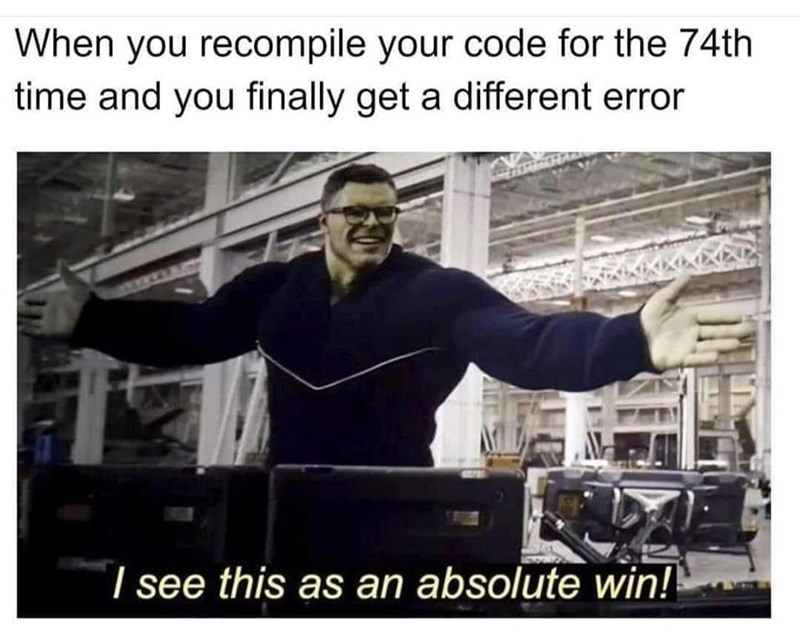 When you recompile your code for the 74th
time and you finally get a different error
I see this as an absolute win!